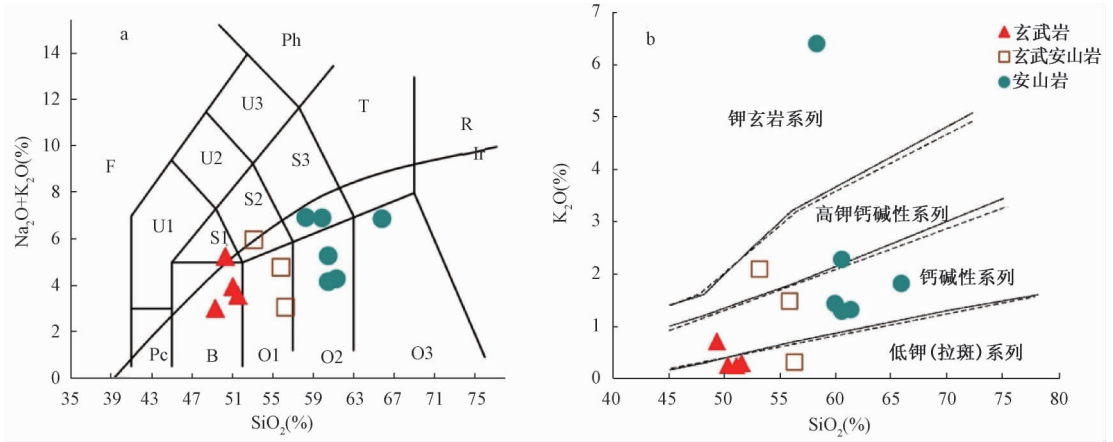 a
Ph
U3
T
R
Ir
F
U2
S3
U1
S2
S1
Pc
B
O1
O2
O3
14
12
10
8
6
4
2
0
35
39
43
47
51
55
59
63
67
71
75
Na₂O+K₂O(%)
SiO₂(%)
b
玄武岩
玄武安山岩
安山岩
钾玄岩系列
高钾钙碱性系列
钙碱性系列
低钾(拉斑)系列
7
6
5
4
3
2
1
0
40
45
50
55
60
65
70
75
80
K₂O(%)
SiO₂(%)